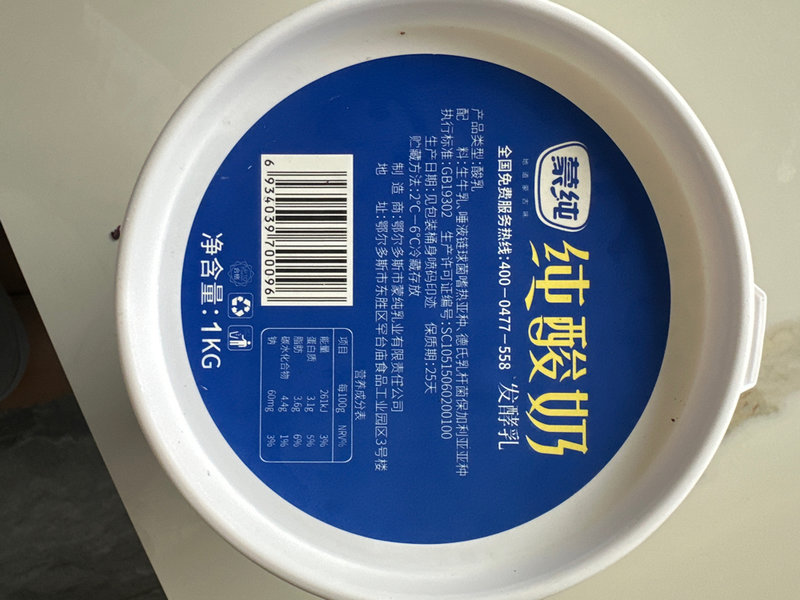 蒙纯
地道蒙古味
纯酸奶
发酵乳
全国免费服务热线:400-0477-558
产品类型:酸乳
配 料:生牛乳、唾液链球菌嗜热亚种、德氏乳杆菌保加利亚亚种
执行标准:GB19302 生产许可证编号:SC10515060200100
生产日期:见包装桶身喷码印迹 保质期:25天
贮藏方法:2℃—6℃冷藏存放
制 造 商:鄂尔多斯市蒙纯乳业有限责任公司
地 址:鄂尔多斯市东胜区罕台庙食品工业园区3号楼
营养成分表
项目 每100g NRV%
能量 261kJ 3%
蛋白质 3.1g 5%
脂肪 3.6g 6%
碳水化合物 4.4g 1%
钠 60mg 3%
6 934039 700096
净含量:1KG